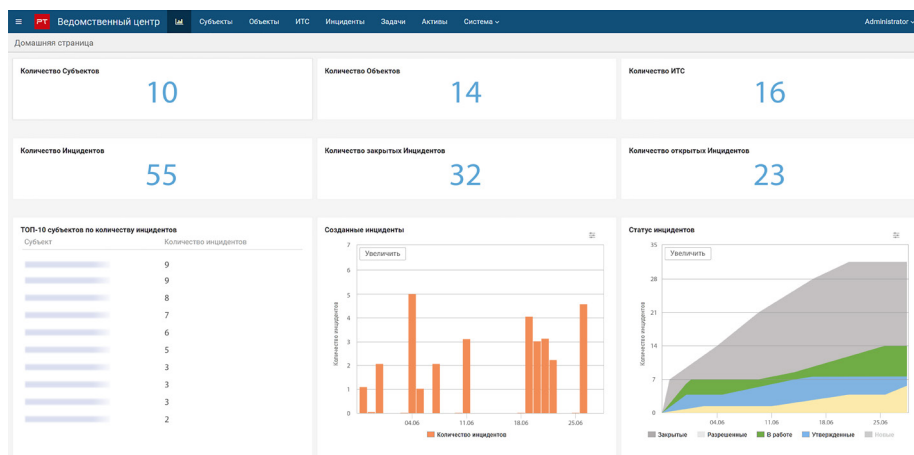 PT Ведомственный центр Субъекты Объекты ИТС Инциденты Задачи Активы Система Administrator
Домашняя страница
Количество Субъектов
10
Количество Объектов
14
Количество ИТС
16
Количество Инцидентов
55
Количество закрытых Инцидентов
32
Количество открытых Инцидентов
23
ТОП-10 субъектов по количеству инцидентов
Субъект Количество инцидентов
9
9
8
7
6
5
3
3
3
2
Созданные инциденты
Увеличить
Количество инцидентов
7
6
5
4
3
2
1
0
04.06 11.06 18.06 25.06
Количество инцидентов
Статус инцидентов
Увеличить
Количество инцидентов
35
28
21
14
7
0
04.06 11.06 18.06 25.06
Закрытые Разрешенные В работе Утвержденные Новые